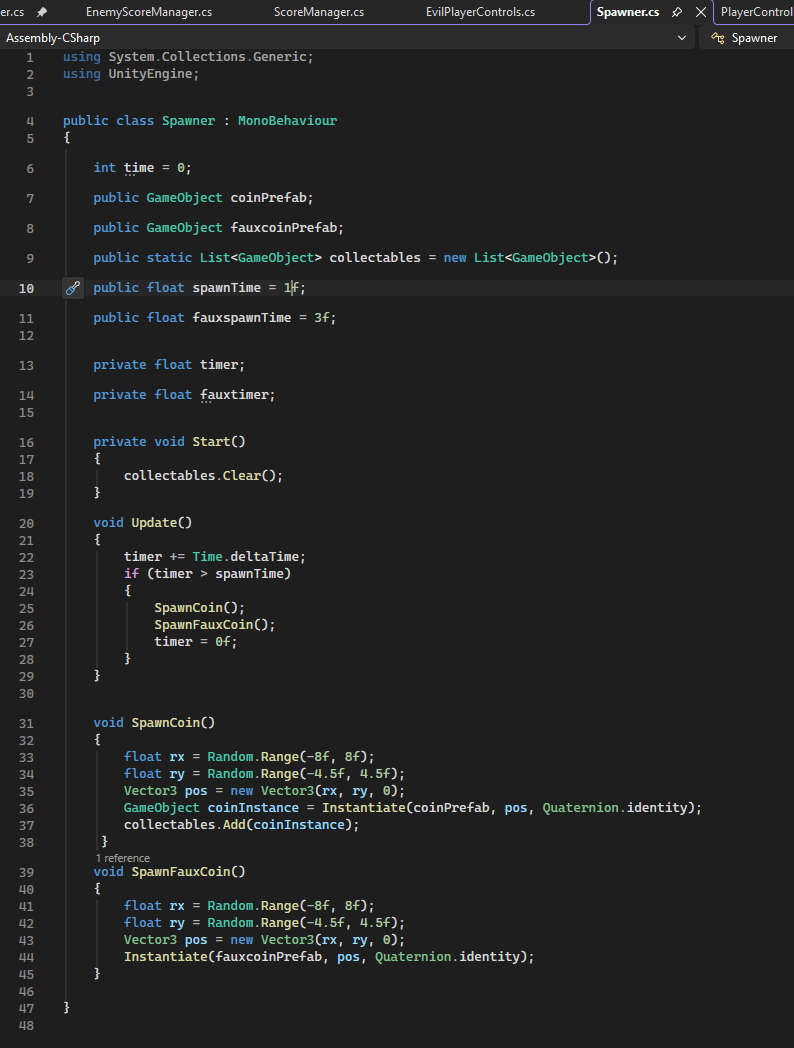 er.cs EnemyScoreManager.cs ScoreManager.cs EvilPlayerControls.cs Spawner.cs PlayerControl
Assembly-CSharp Spawner
1 using System.Collections.Generic;
2 using UnityEngine;
3
4 public class Spawner : MonoBehaviour
5 {
6 int time = 0;
7 public GameObject coinPrefab;
8 public GameObject fauxcoinPrefab;
9 public static List<GameObject> collectables = new List<GameObject>();
10 public float spawnTime = 1f;
11 public float fauxspawnTime = 3f;
12
13 private float timer;
14 private float fauxtimer;
15
16 private void Start()
17 {
18 collectables.Clear();
19 }
20 void Update()
21 {
22 timer += Time.deltaTime;
23 if (timer > spawnTime)
24 {
25 SpawnCoin();
26 SpawnFauxCoin();
27 timer = 0f;
28 }
29 }
30
31 void SpawnCoin()
32 {
33 float rx = Random.Range(-8f, 8f);
34 float ry = Random.Range(-4.5f, 4.5f);
35 Vector3 pos = new Vector3(rx, ry, 0);
36 GameObject coinInstance = Instantiate(coinPrefab, pos, Quaternion.identity);
37 collectables.Add(coinInstance);
38 }
1 reference
39 void SpawnFauxCoin()
40 {
41 float rx = Random.Range(-8f, 8f);
42 float ry = Random.Range(-4.5f, 4.5f);
43 Vector3 pos = new Vector3(rx, ry, 0);
44 Instantiate(fauxcoinPrefab, pos, Quaternion.identity);
45 }
46
47 }
48